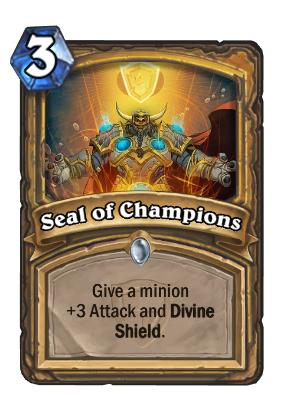 3
Seal of Champions
Give a minion
+3 Attack and Divine
Shield.